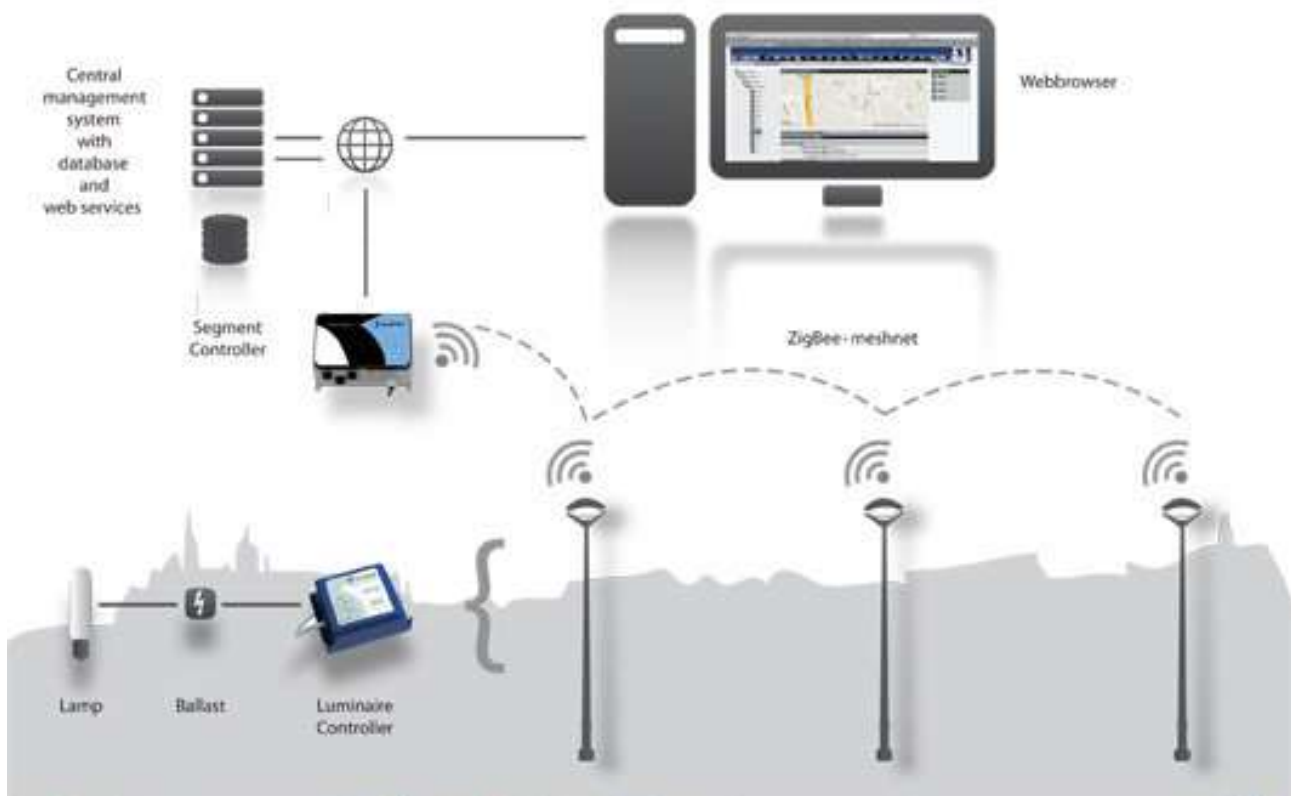 Central
management
system
with
database
and
web services
Webbrowser
Segment
Controller
ZigBee - meshnet
Lamp
Ballast
Luminaire
Controller